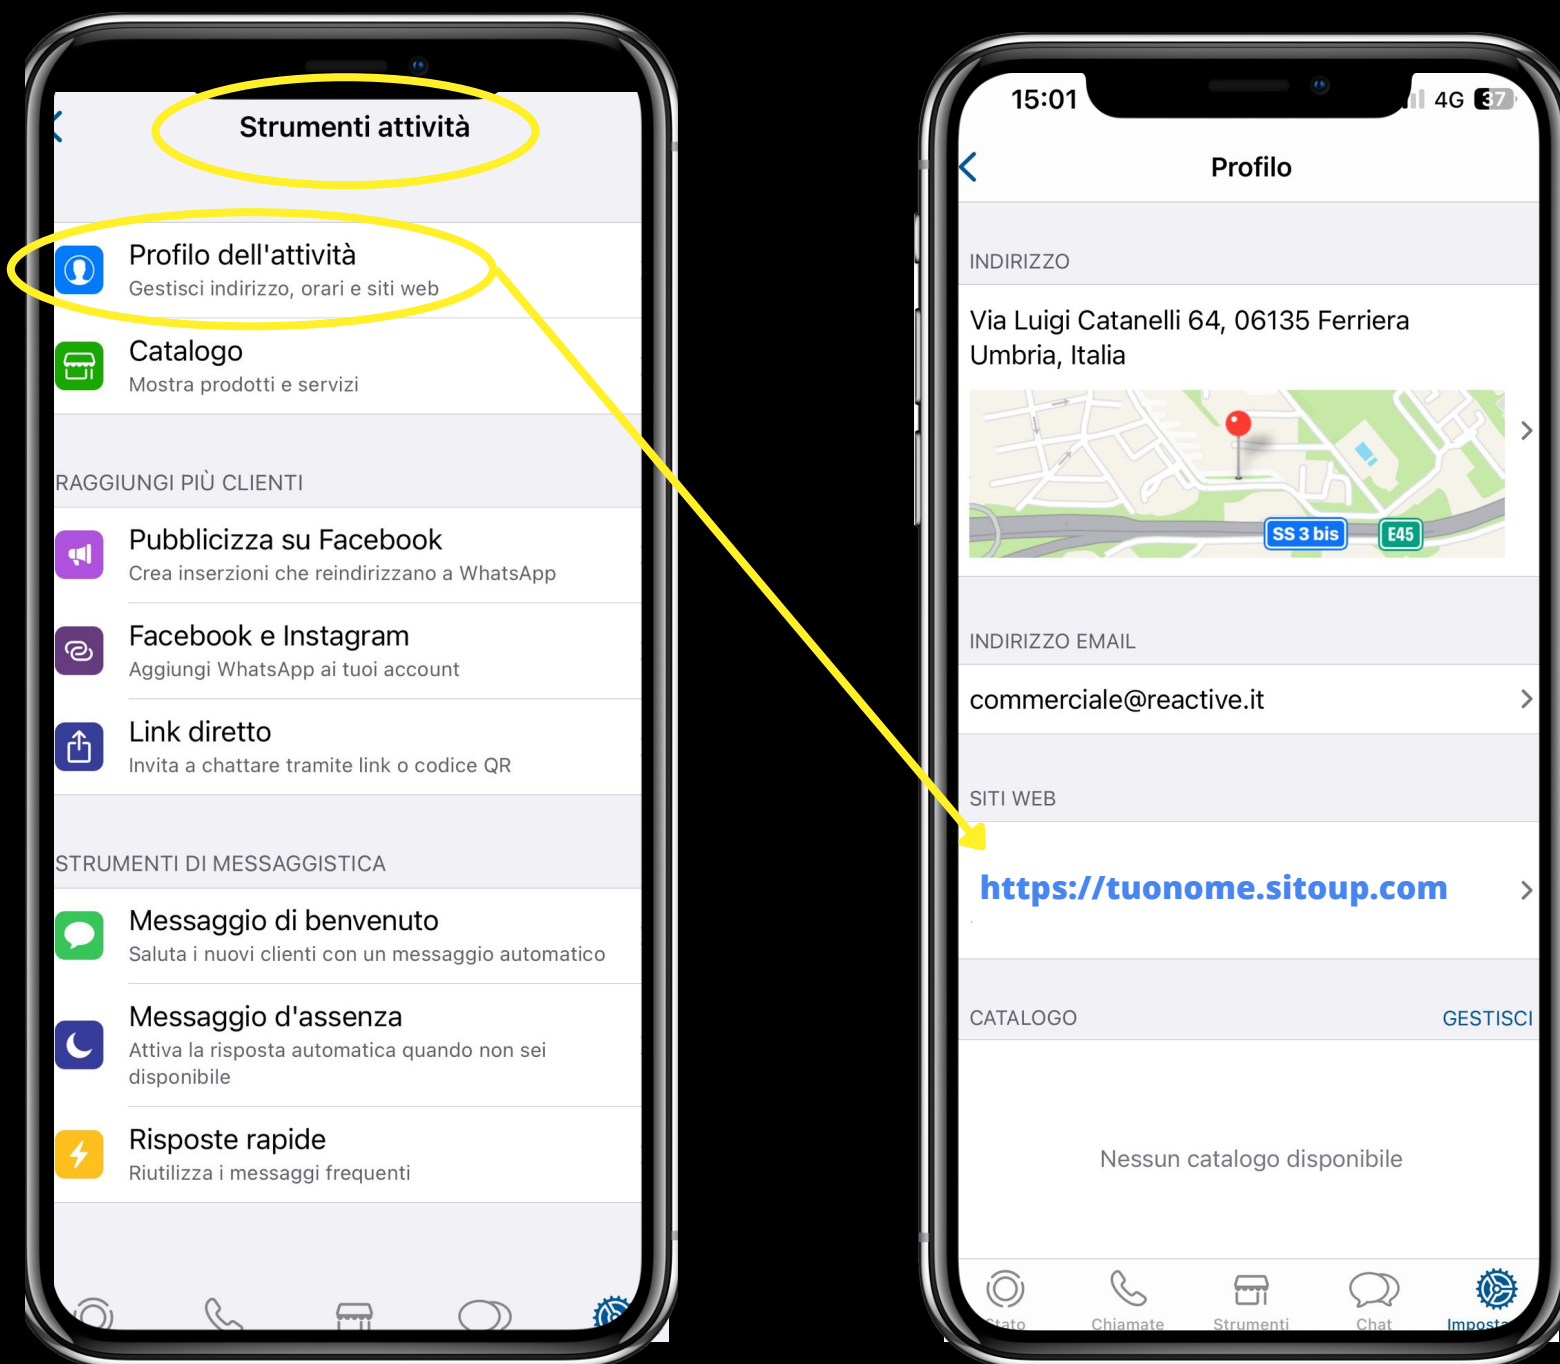 Strumenti attività
Profilo dell'attività
Gestisci indirizzo, orari e siti web
Catalogo
Mostra prodotti e servizi
RAGGIUNGI PIÙ CLIENTI
Pubblicizza su Facebook
Crea inserzioni che reindirizzano a WhatsApp
Facebook e Instagram
Aggiungi WhatsApp ai tuoi account
Link diretto
Invita a chattare tramite link o codice QR
STRUMENTI DI MESSAGGISTICA
Messaggio di benvenuto
Saluta i nuovi clienti con un messaggio automatico
Messaggio d'assenza
Attiva la risposta automatica quando non sei
disponibile
Risposte rapide
Riutilizza i messaggi frequenti
15:01 4G 37
Profilo
INDIRIZZO
Via Luigi Catanelli 64, 06135 Ferriera
Umbria, Italia
SS 3 bis E45
INDIRIZZO EMAIL
commerciale@reactive.it
SITI WEB
https://tuonome.sitoup.com
CATALOGO GESTISCI
Nessun catalogo disponibile
Stato Chiamate Strumenti Chat Imposta